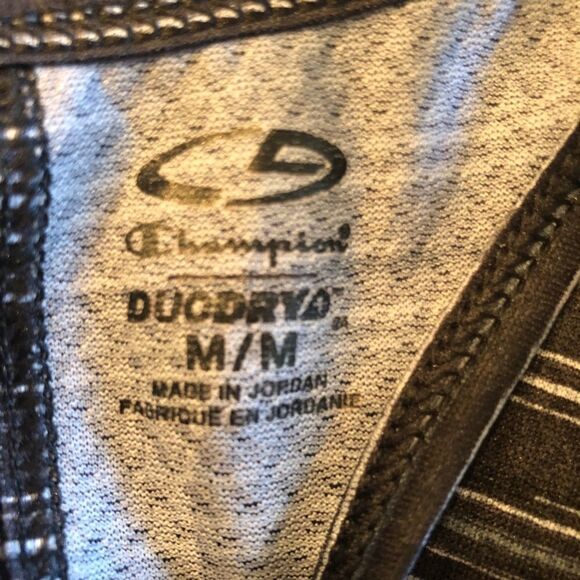 Champion
DUODRY
M/M
MADE IN JORDAN
FABRIQUE EN JORDANIE